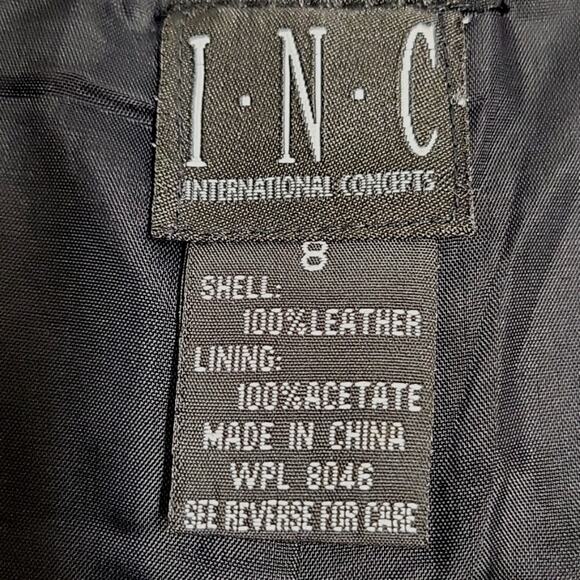 I·N·C
INTERNATIONAL CONCEPTS
8
SHELL:
100%LEATHER
LINING:
100%ACETATE
MADE IN CHINA
WPL 8046
SEE REVERSE FOR CARE